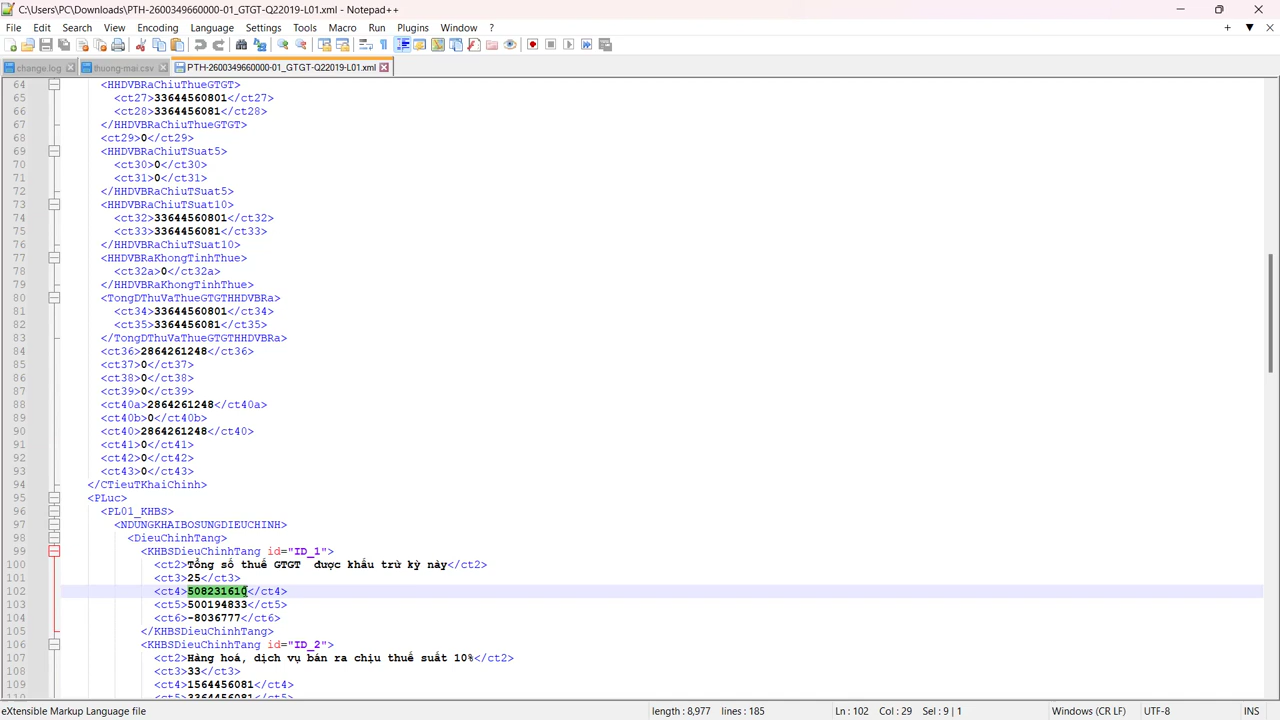 C:\Users\PC\Downloads\PTH-2600349660000-01_GTGT-Q22019-L01.xml - Notepad++
File Edit Search View Encoding Language Settings Tools Macro Run Plugins Window ?
change.log thuong-mai.csv PTH-2600349660000-01_GTGT-Q22019-L01.xml
64 <HHDVBRaChiuThueGTGT>
65 <ct27>33644560801</ct27>
66 <ct28>3364456081</ct28>
67 </HHDVBRaChiuThueGTGT>
68 <ct29>0</ct29>
69 <HHDVBRaChiuTSuat5>
70 <ct30>0</ct30>
71 <ct31>0</ct31>
72 </HHDVBRaChiuTSuat5>
73 <HHDVBRaChiuTSuat10>
74 <ct32>33644560801</ct32>
75 <ct33>3364456081</ct33>
76 </HHDVBRaChiuTSuat10>
77 <HHDVBRaKhongTinhThue>
78 <ct32a>0</ct32a>
79 </HHDVBRaKhongTinhThue>
80 <TongDThuVaThueGTGTHHDVBRa>
81 <ct34>33644560801</ct34>
82 <ct35>3364456081</ct35>
83 </TongDThuVaThueGTGTHHDVBRa>
84 <ct36>2864261248</ct36>
85 <ct37>0</ct37>
86 <ct38>0</ct38>
87 <ct39>0</ct39>
88 <ct40a>2864261248</ct40a>
89 <ct40b>0</ct40b>
90 <ct40>2864261248</ct40>
91 <ct41>0</ct41>
92 <ct42>0</ct42>
93 <ct43>0</ct43>
94 </CTieuTKhaiChinh>
95 <PLuc>
96 <PL01_KHBS>
97 <NDUNGKHAIBOSUNGDIEUCHINH>
98 <DieuChinhTang>
99 <KHBSDieuChinhTang id="ID_1">
100 <ct2>Tổng số thuế GTGT được khấu trừ kỳ này</ct2>
101 <ct3>25</ct3>
102 <ct4>508231610</ct4>
103 <ct5>500194833</ct5>
104 <ct6>-8036777</ct6>
105 </KHBSDieuChinhTang>
106 <KHBSDieuChinhTang id="ID_2">
107 <ct2>Hàng hoá, dịch vụ bán ra chịu thuế suất 10%</ct2>
108 <ct3>33</ct3>
109 <ct4>1564456081</ct4>
110 <ct5>3364456081</ct5>
eXtensible Markup Language file length : 8,977 lines : 185 Ln : 102 Col : 29 Sel : 9 | 1 Windows (CR LF) UTF-8 INS